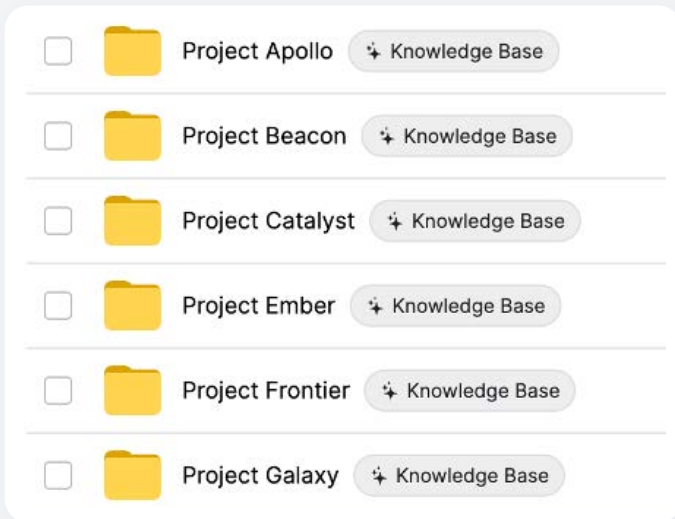 Project Apollo Knowledge Base
Project Beacon Knowledge Base
Project Catalyst Knowledge Base
Project Ember Knowledge Base
Project Frontier Knowledge Base
Project Galaxy Knowledge Base